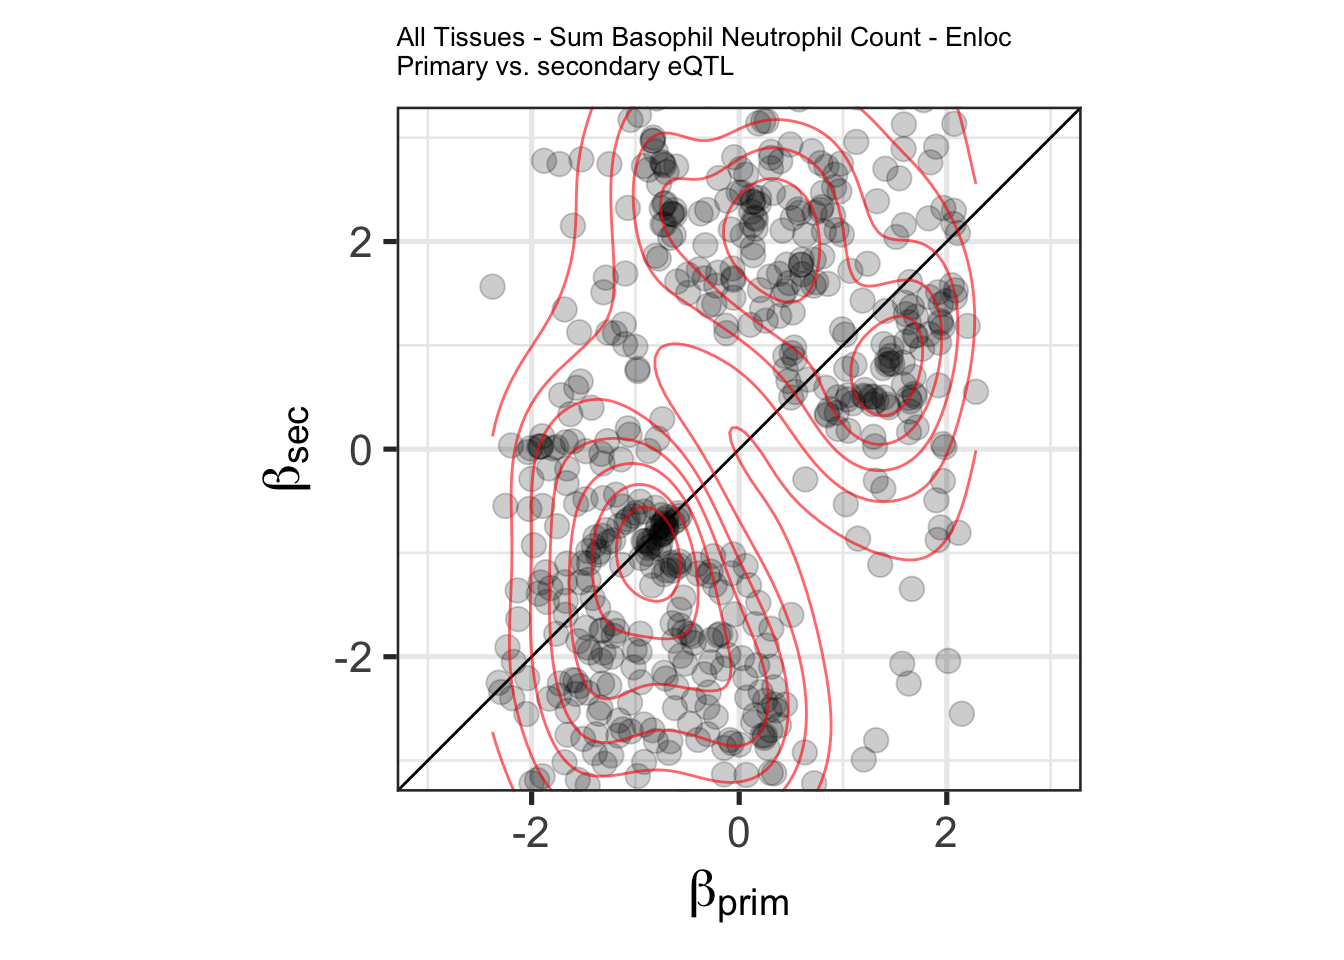 All Tissues - Sum Basophil Neutrophil Count - Enloc
Primary vs. secondary eQTL
2
0
-2
βsec
-2
0
2
βprim